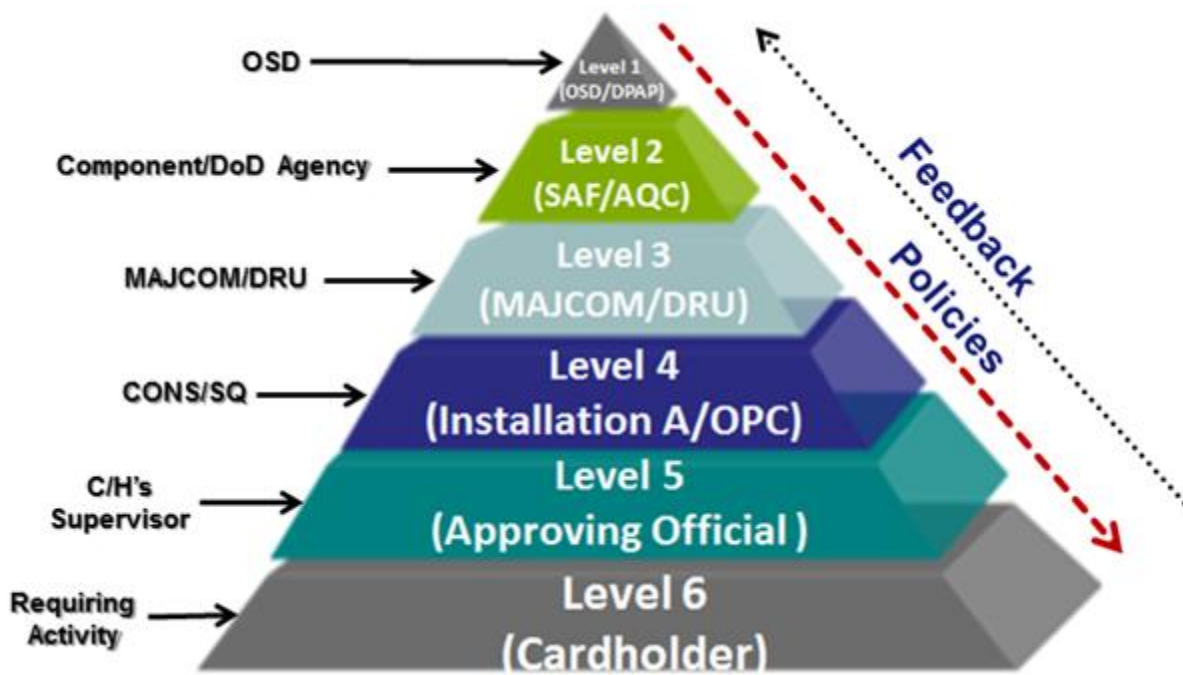 OSD
Level 1
(OSD/DPAP)
Component/DoD Agency
Level 2
(SAF/AQC)
MAJCOM/DRU
Level 3
(MAJCOM/DRU)
CONS/SQ
Level 4
(Installation A/OPC)
C/H's
Supervisor
Level 5
(Approving Official )
Requiring
Activity
Level 6
(Cardholder)
Feedback
Policies